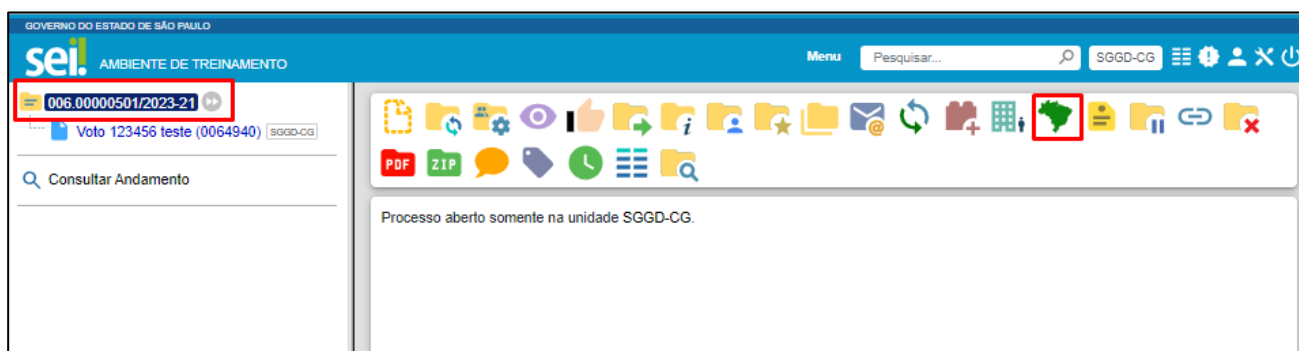 GOVERNO DO ESTADO DE SÃO PAULO
sei! AMBIENTE DE TREINAMENTO
Menu Pesquisar... SGGD-CG
006.00000501/2023-21
Voto 123456 teste (0064940) SGGD-CG
Consultar Andamento
PDF ZIP
Processo aberto somente na unidade SGGD-CG.